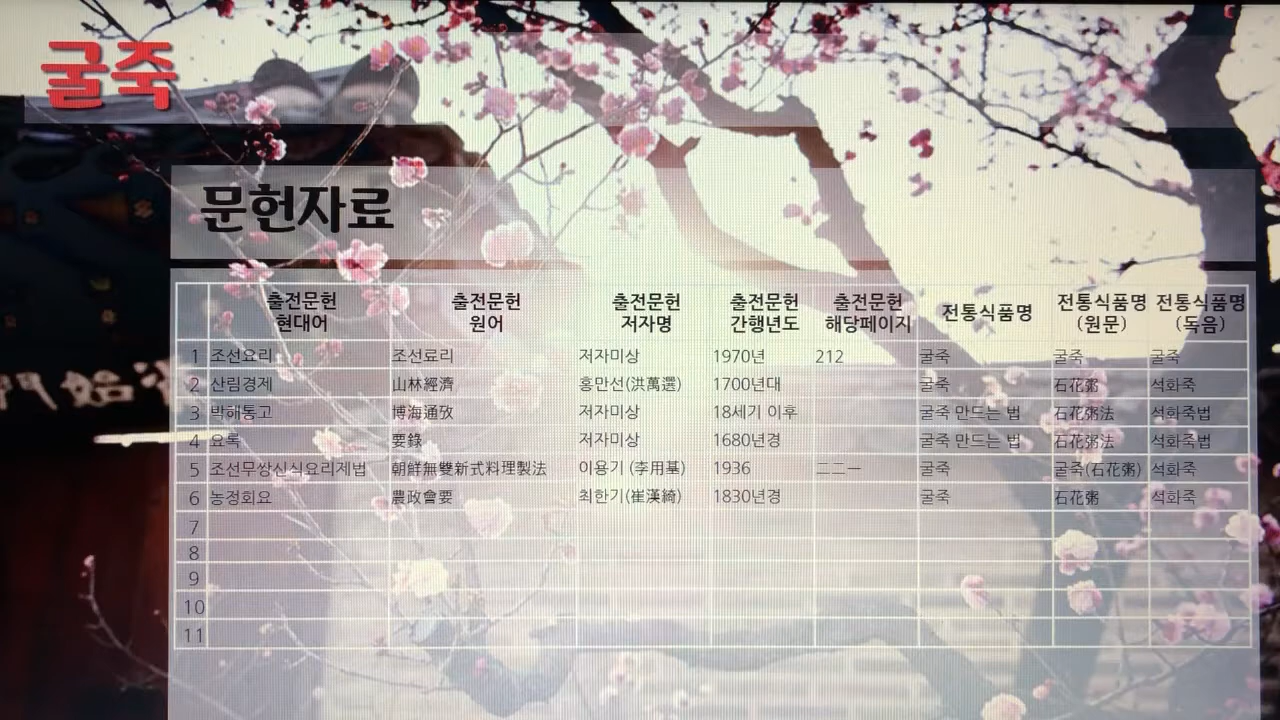 굴죽
문헌자료
출전문헌 현대어 출전문헌 원어 출전문헌 저자명 출전문헌 간행년도 출전문헌 해당페이지 전통식품명 전통식품명 (원문) 전통식품명 (독음)
1 조선요리 조선료리 저자미상 1970년 212 굴죽 굴죽 굴죽
2 산림경제 山林經濟 홍만선(洪萬選) 1700년대 굴죽 石花粥 석화죽
3 박해통고 博海通攷 저자미상 18세기 이후 굴죽 만드는 법 石花粥法 석화죽법
4 요록 要錄 저자미상 1680년경 굴죽 만드는 법 石花粥法 석화죽법
5 조선무쌍신식요리제법 朝鮮無雙新式料理製法 이용기 (李用基) 1936 二二一 굴죽 굴죽(石花粥) 석화죽
6 농정회요 農政會要 최한기(崔漢綺) 1830년경 굴죽 石花粥 석화죽
7
8
9
10
11